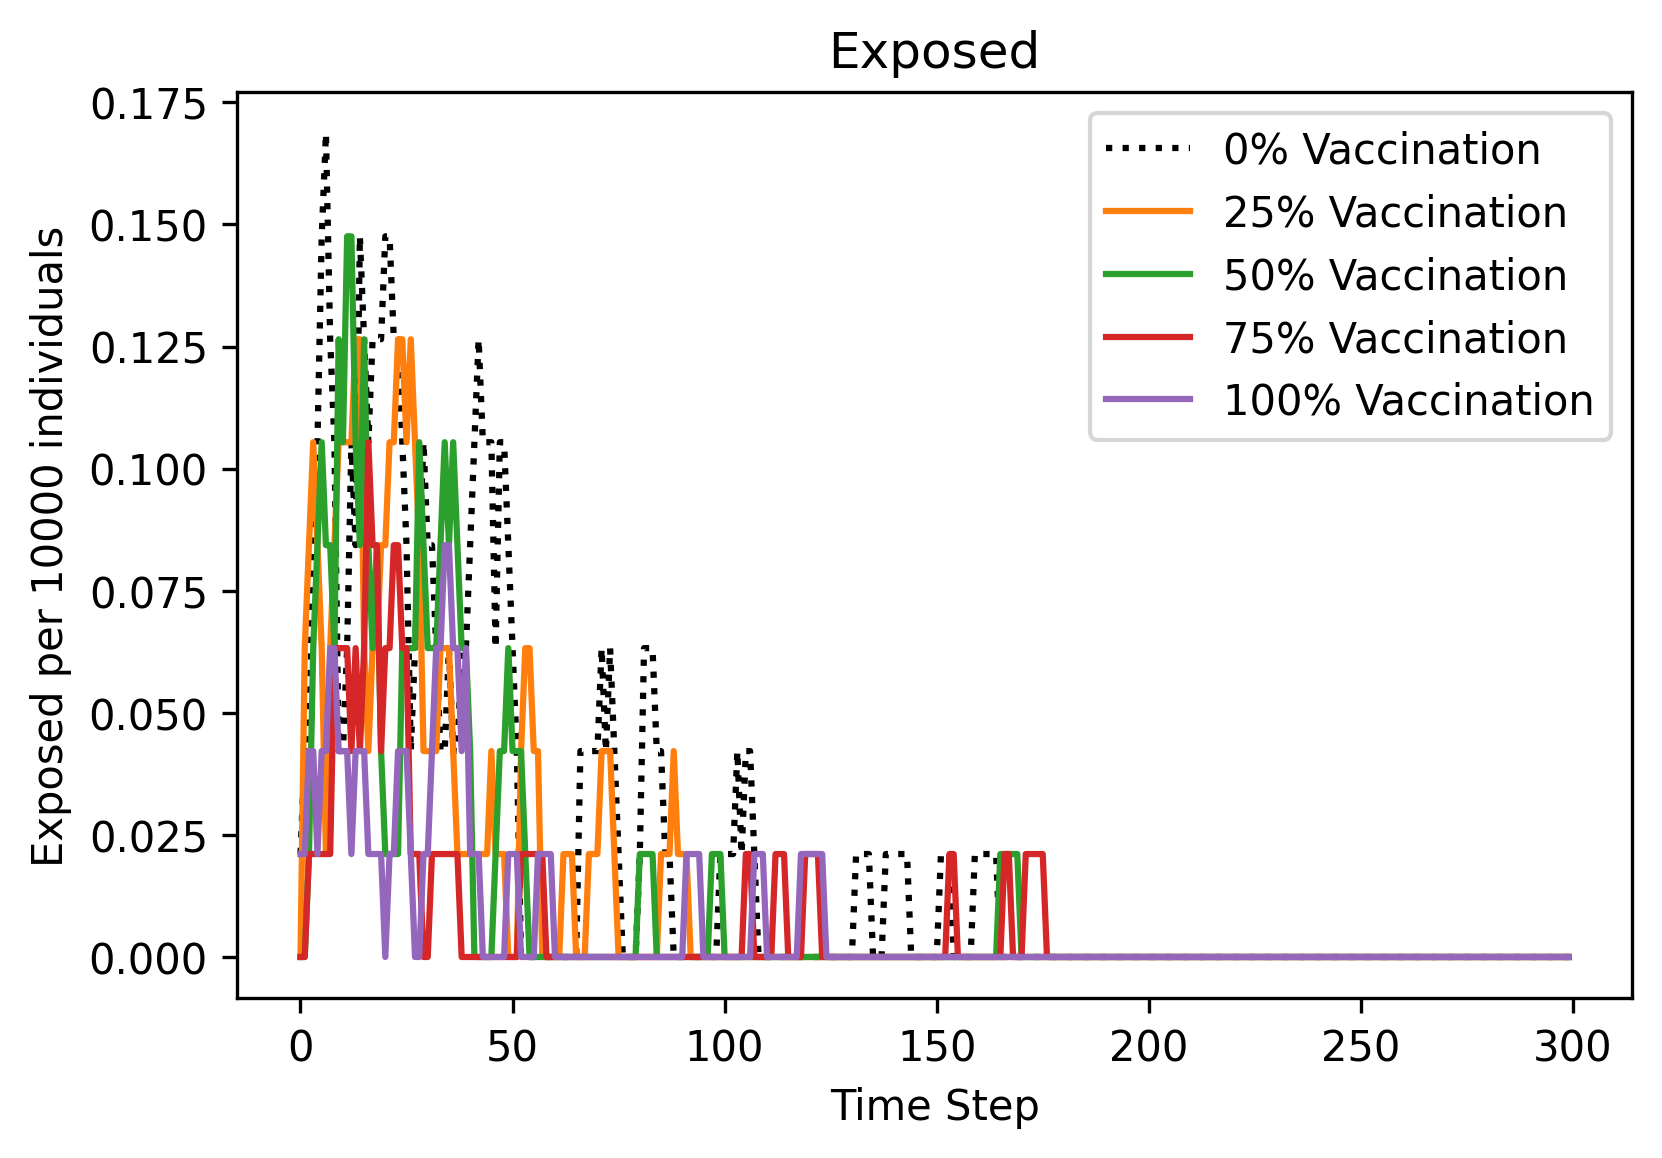 Exposed
0.175
0.150
0.125
0.100
0.075
0.050
0.025
0.000
Exposed per 10000 individuals
0% Vaccination
25% Vaccination
50% Vaccination
75% Vaccination
100% Vaccination
0 50 100 150 200 250 300
Time Step